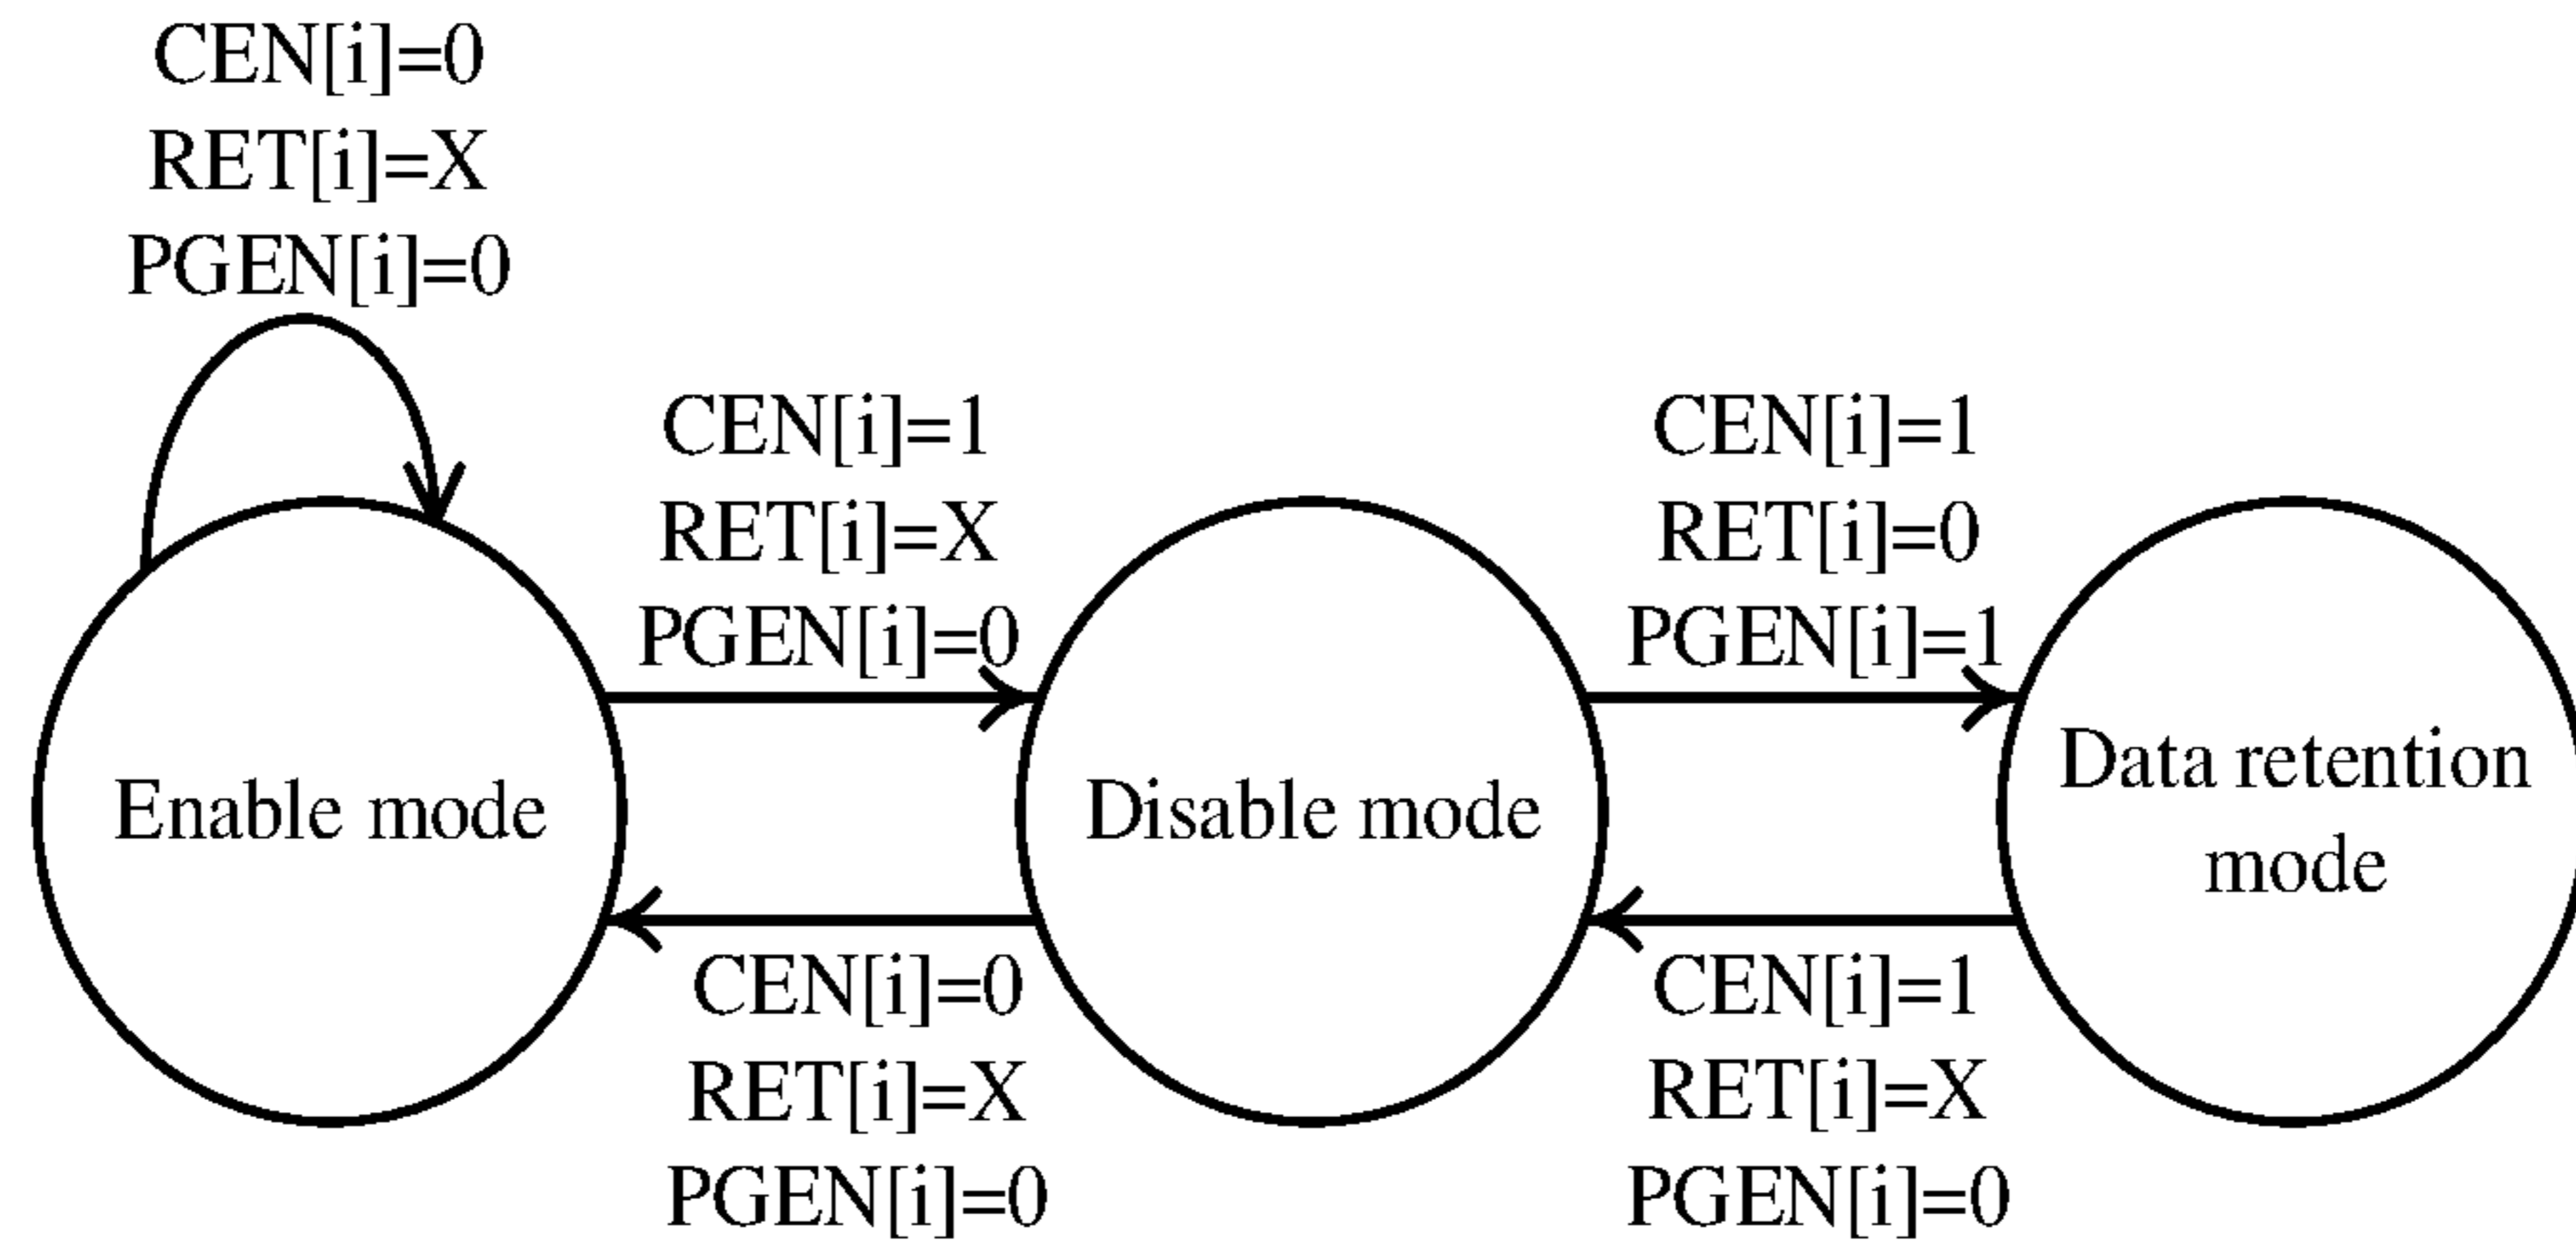 CEN[i]=0
RET[i]=X
PGEN[i]=0
CEN[i]=1
RET[i]=X
PGEN[i]=0
CEN[i]=1
RET[i]=0
PGEN[i]=1
Enable mode
Disable mode
Data retention
mode
CEN[i]=0
RET[i]=X
PGEN[i]=0
CEN[i]=1
RET[i]=X
PGEN[i]=0